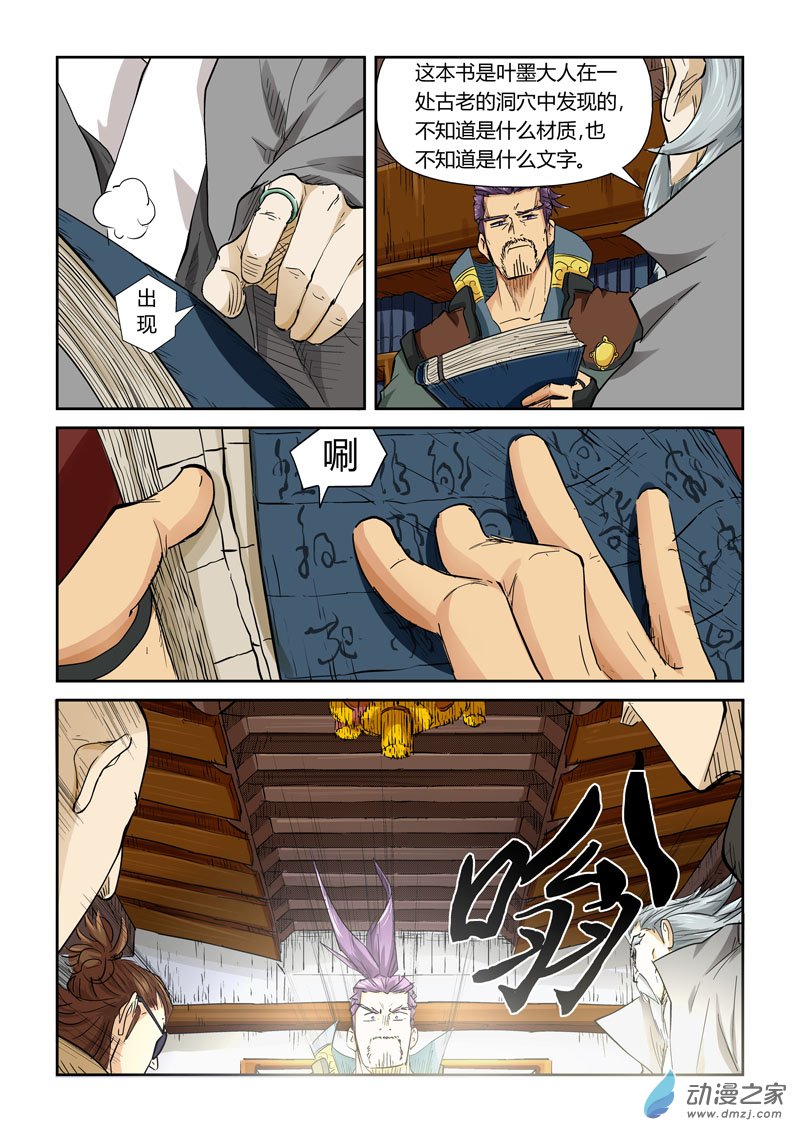 出
现
这本书是叶墨大人在一
处古老的洞穴中发现的，
不知道是什么材质，也
不知道是什么文字。
唰
嗡
动漫之家
www.dmzj.com